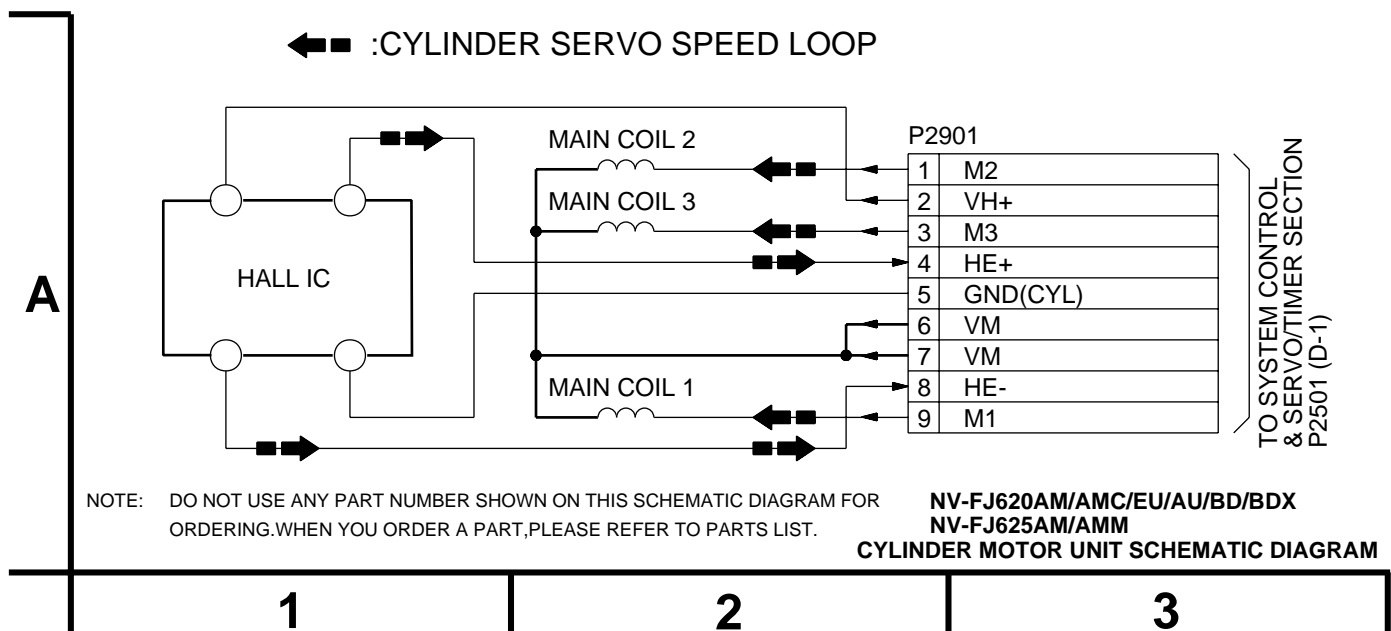 :CYLINDER SERVO SPEED LOOP
P2901
MAIN COIL 2
1 M2
2 VH+
MAIN COIL 3
3 M3
4 HE+
HALL IC
5 GND(CYL)
6 VM
7 VM
MAIN COIL 1
8 HE-
9 M1
TO SYSTEM CONTROL
& SERVO/TIMER SECTION
P2501 (D-1)
A
NOTE: DO NOT USE ANY PART NUMBER SHOWN ON THIS SCHEMATIC DIAGRAM FOR
ORDERING.WHEN YOU ORDER A PART,PLEASE REFER TO PARTS LIST.
NV-FJ620AM/AMC/EU/AU/BD/BDX
NV-FJ625AM/AMM
CYLINDER MOTOR UNIT SCHEMATIC DIAGRAM
1 2 3